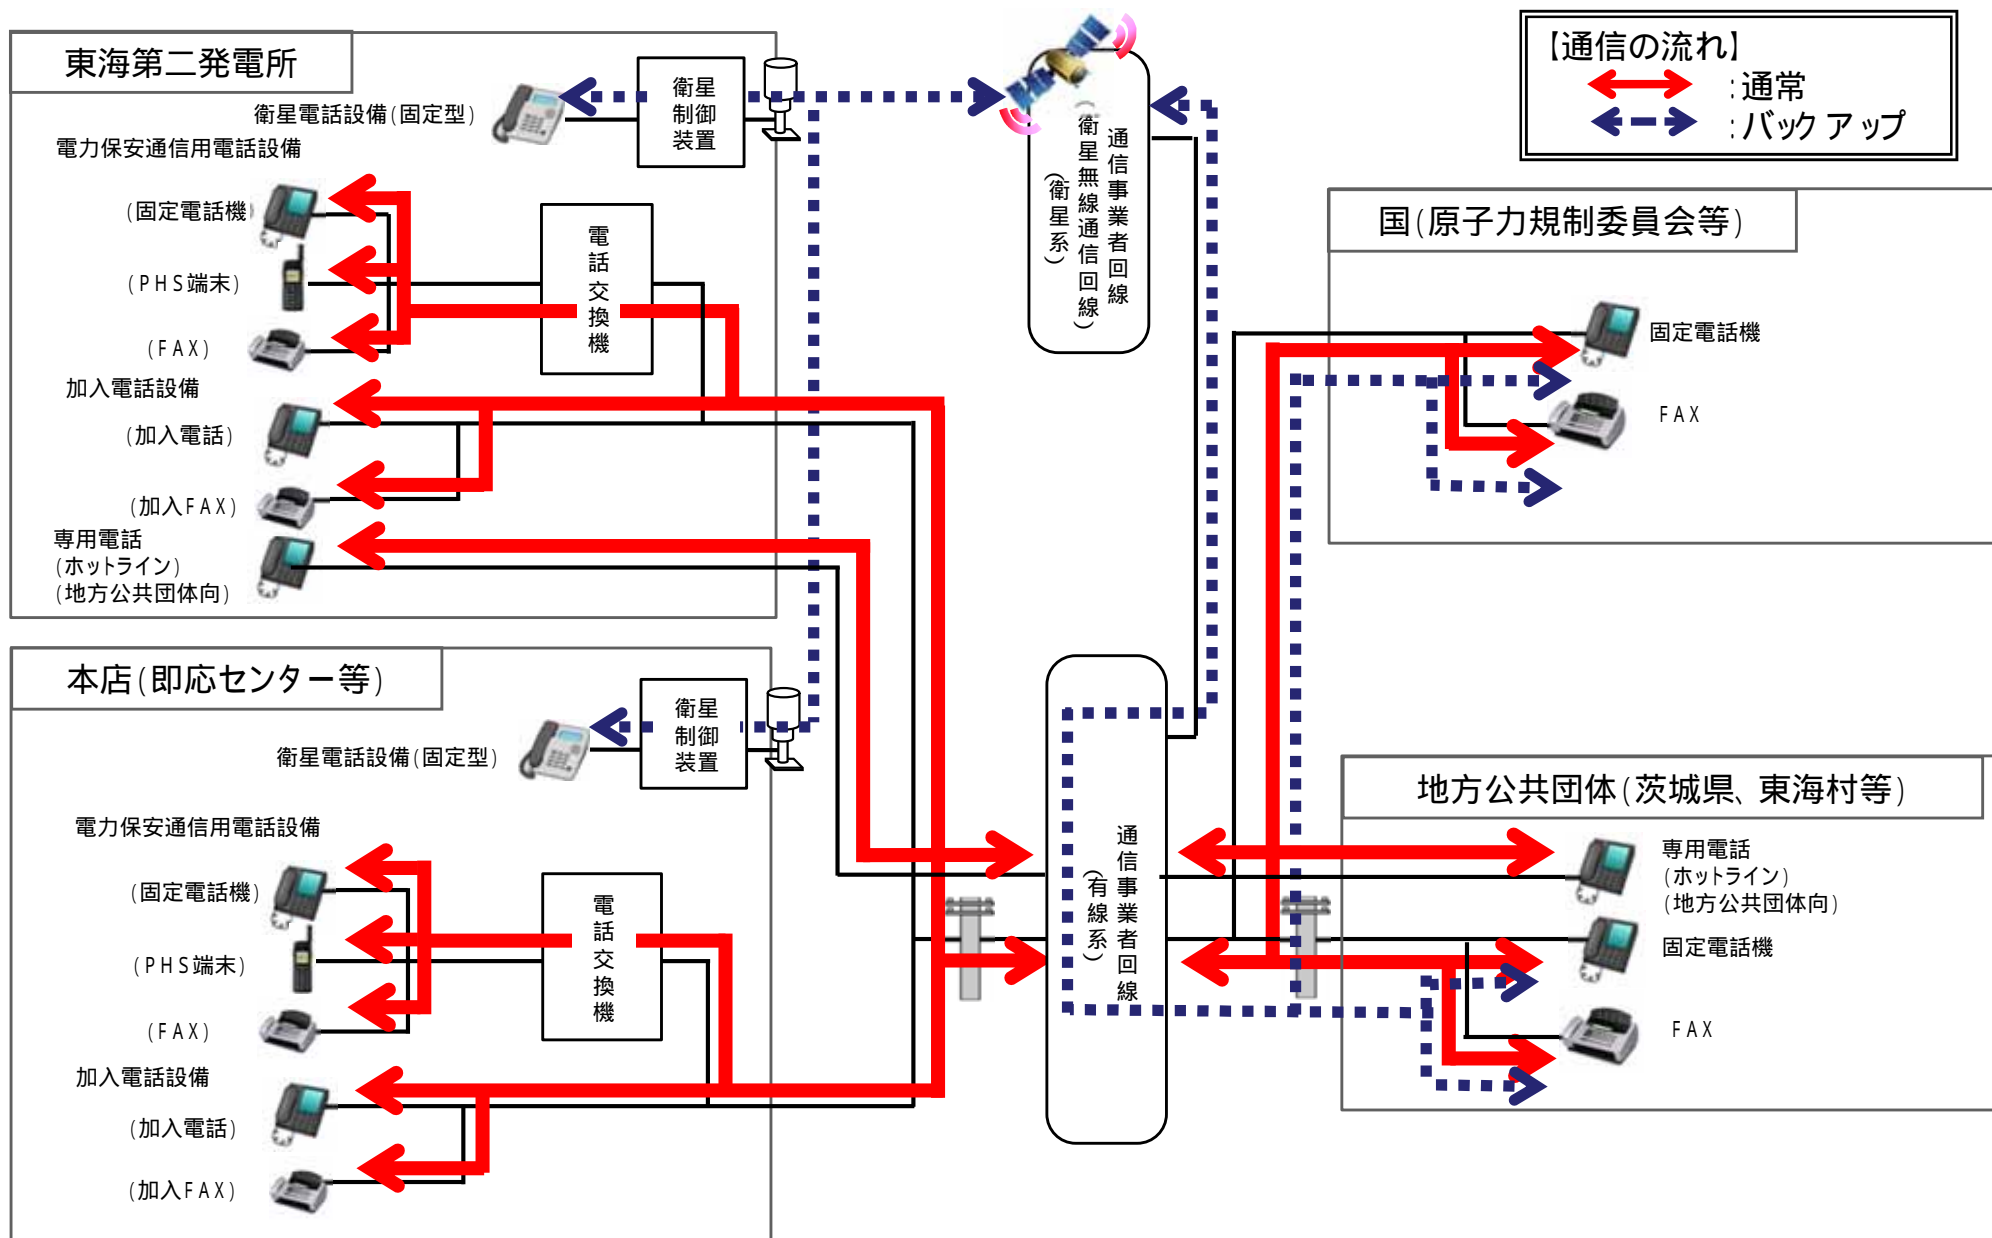 東海第二発電所
衛星電話設備(固定型)
衛星
制御
装置
電力保安通信用電話設備
(固定電話機)
(PHS端末)
(FAX)
電話交換機
加入電話設備
(加入電話)
(加入FAX)
専用電話
(ホットライン)
(地方公共団体向)
本店(即応センター等)
衛星電話設備(固定型)
衛星
制御
装置
電力保安通信用電話設備
(固定電話機)
(PHS端末)
(FAX)
電話交換機
加入電話設備
(加入電話)
(加入FAX)
通信事業者回線
(衛星無線通信回線)
(衛星系)
通信事業者回線
(有線系)
【通信の流れ】
:通常
:バックアップ
国(原子力規制委員会等)
固定電話機
FAX
地方公共団体(茨城県、東海村等)
専用電話
(ホットライン)
(地方公共団体向)
固定電話機
FAX